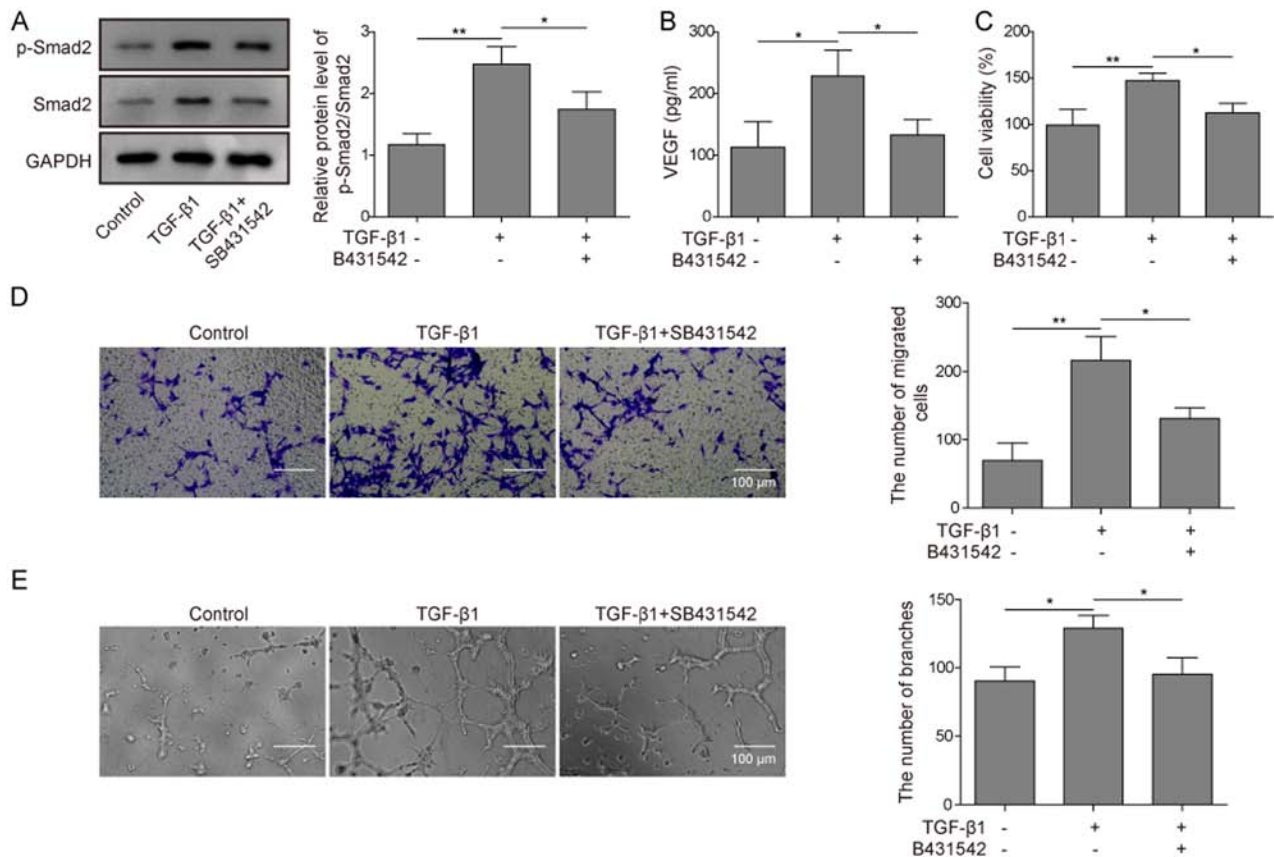 A
p-Smad2
Smad2
GAPDH
Control
TGF-β1
TGF-β1+
SB431542
Relative protein level of
p-Smad2/Smad2
3
2
1
0
**
*
TGF-β1 - + +
B431542 - - +
B
VEGF (pg/ml)
300
200
100
0
*
*
TGF-β1 - + +
B431542 - - +
C
Cell viability (%)
200
150
100
50
0
**
*
TGF-β1 - + +
B431542 - - +
D
Control
TGF-β1
TGF-β1+SB431542
100 μm
The number of migrated
cells
300
200
100
0
**
*
TGF-β1 - + +
B431542 - - +
E
Control
TGF-β1
TGF-β1+SB431542
100 μm
The number of branches
150
100
50
0
*
*
TGF-β1 - + +
B431542 - - +